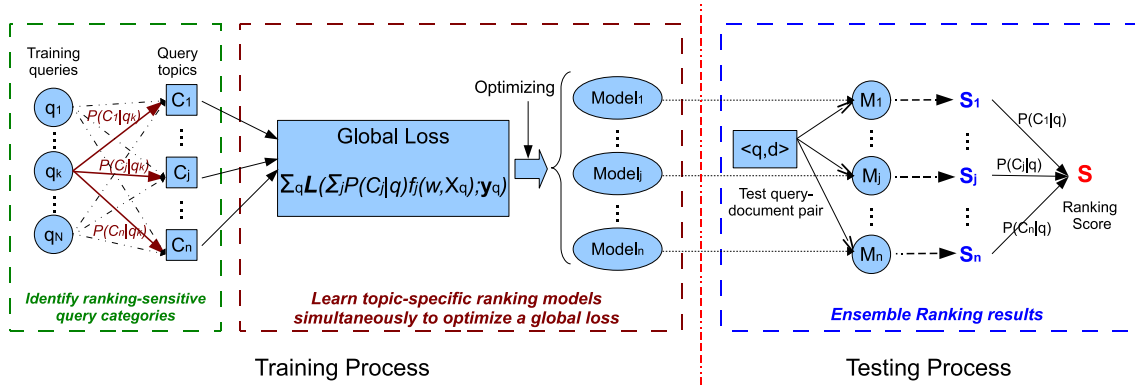 Training queries
Query topics
q1
qk
qN
P(C1|qk)
P(Cj|qk)
P(Cn|qk)
C1
Cj
Cn
Identify ranking-sensitive
query categories
Global Loss
ΣqL(ΣjP(Cj|q)fj(w,Xq);yq)
Optimizing
Model1
Modelj
Modeln
Learn topic-specific ranking models
simultaneously to optimize a global loss
Training Process
<q,d>
Test query-
document pair
M1
Mj
Mn
S1
Sj
Sn
P(C1|q)
P(Cj|q)
P(Cn|q)
S
Ranking
Score
Ensemble Ranking results
Testing Process